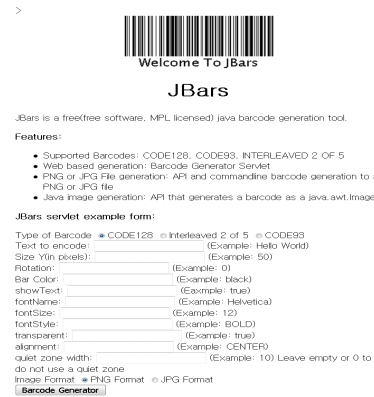 >
Welcome To JBars
JBars
JBars is a free(free software, MPL licensed) java barcode generation tool.
Features:
Supported Barcodes: CODE128, CODE93, INTERLEAVED 2 OF 5
Web based generation: Barcode Generator Servlet
PNG or JPG File generation: API and commandline barcode generation to
PNG or JPG file
Java image generation: API that generates a barcode as a java.awt.Image
JBars servlet example form:
Type of Barcode CODE128 Interleaved 2 of 5 CODE93
Text to encode: (Example: Hello World)
Size Y(in pixels): (Example: 50)
Rotation: (Example: 0)
Bar Color: (Example: black)
showText: (Eaxmple: true)
fontName: (Example: Helvetica)
fontSize: (Example: 12)
fontStyle: (Example: BOLD)
transparent: (Example: true)
alignment: (Example: CENTER)
quiet zone width: (Example: 10) Leave empty or 0 to
do not use a quiet zone
Image Format PNG Format JPG Format
Barcode Generator